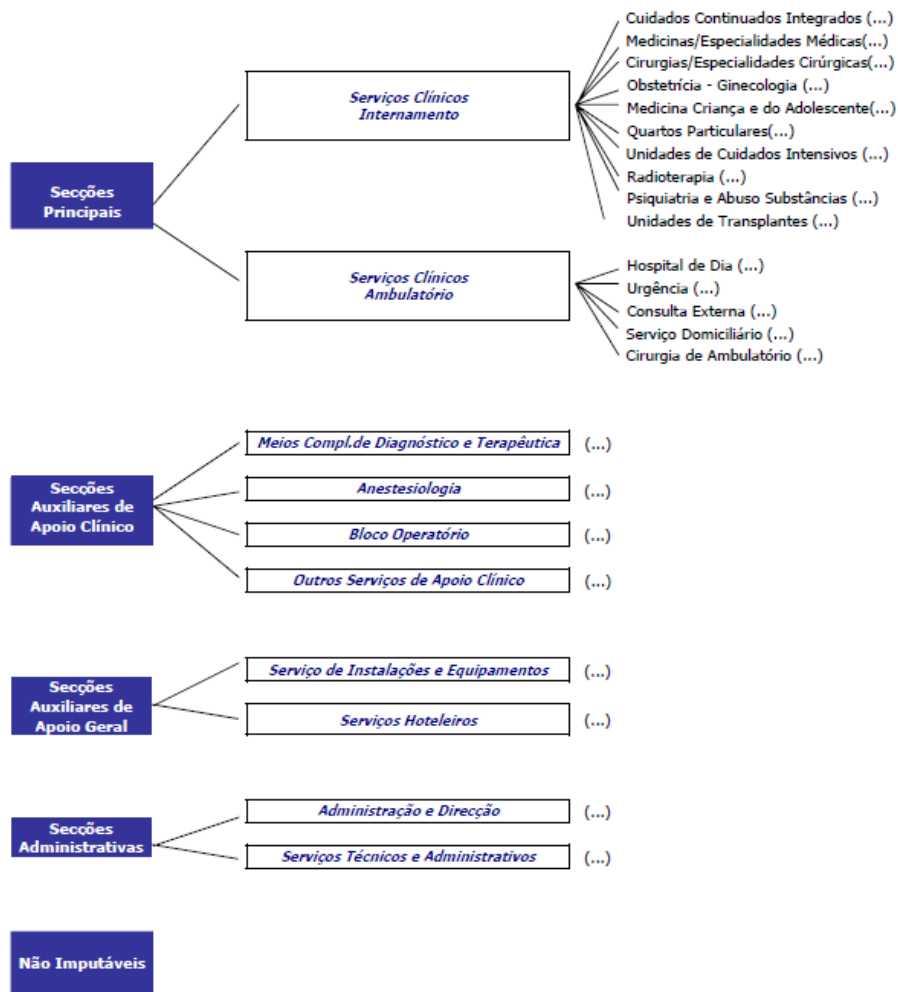 Cuidados Continuados Integrados (...)
Medicinas/Especialidades Médicas(...)
Cirurgias/Especialidades Cirúrgicas(...)
Obstetrícia - Ginecologia (...)
Medicina Criança e do Adolescente(...)
Quartos Particulares(...)
Unidades de Cuidados Intensivos (...)
Radioterapia (...)
Psiquiatria e Abuso Substâncias (...)
Unidades de Transplantes (...)
Serviços Clínicos
Internamento
Secções
Principais
Serviços Clínicos
Ambulatório
Hospital de Dia (...)
Urgência (...)
Consulta Externa (...)
Serviço Domiciliário (...)
Cirurgia de Ambulatório (...)
Secções
Auxiliares de
Apoio Clínico
Meios Compl.de Diagnóstico e Terapêutica (...)
Anestesiologia (...)
Bloco Operatório (...)
Outros Serviços de Apoio Clínico (...)
Secções
Auxiliares de
Apoio Geral
Serviço de Instalações e Equipamentos (...)
Serviços Hoteleiros (...)
Secções
Administrativas
Administração e Direcção (...)
Serviços Técnicos e Administrativos (...)
Não Imputáveis